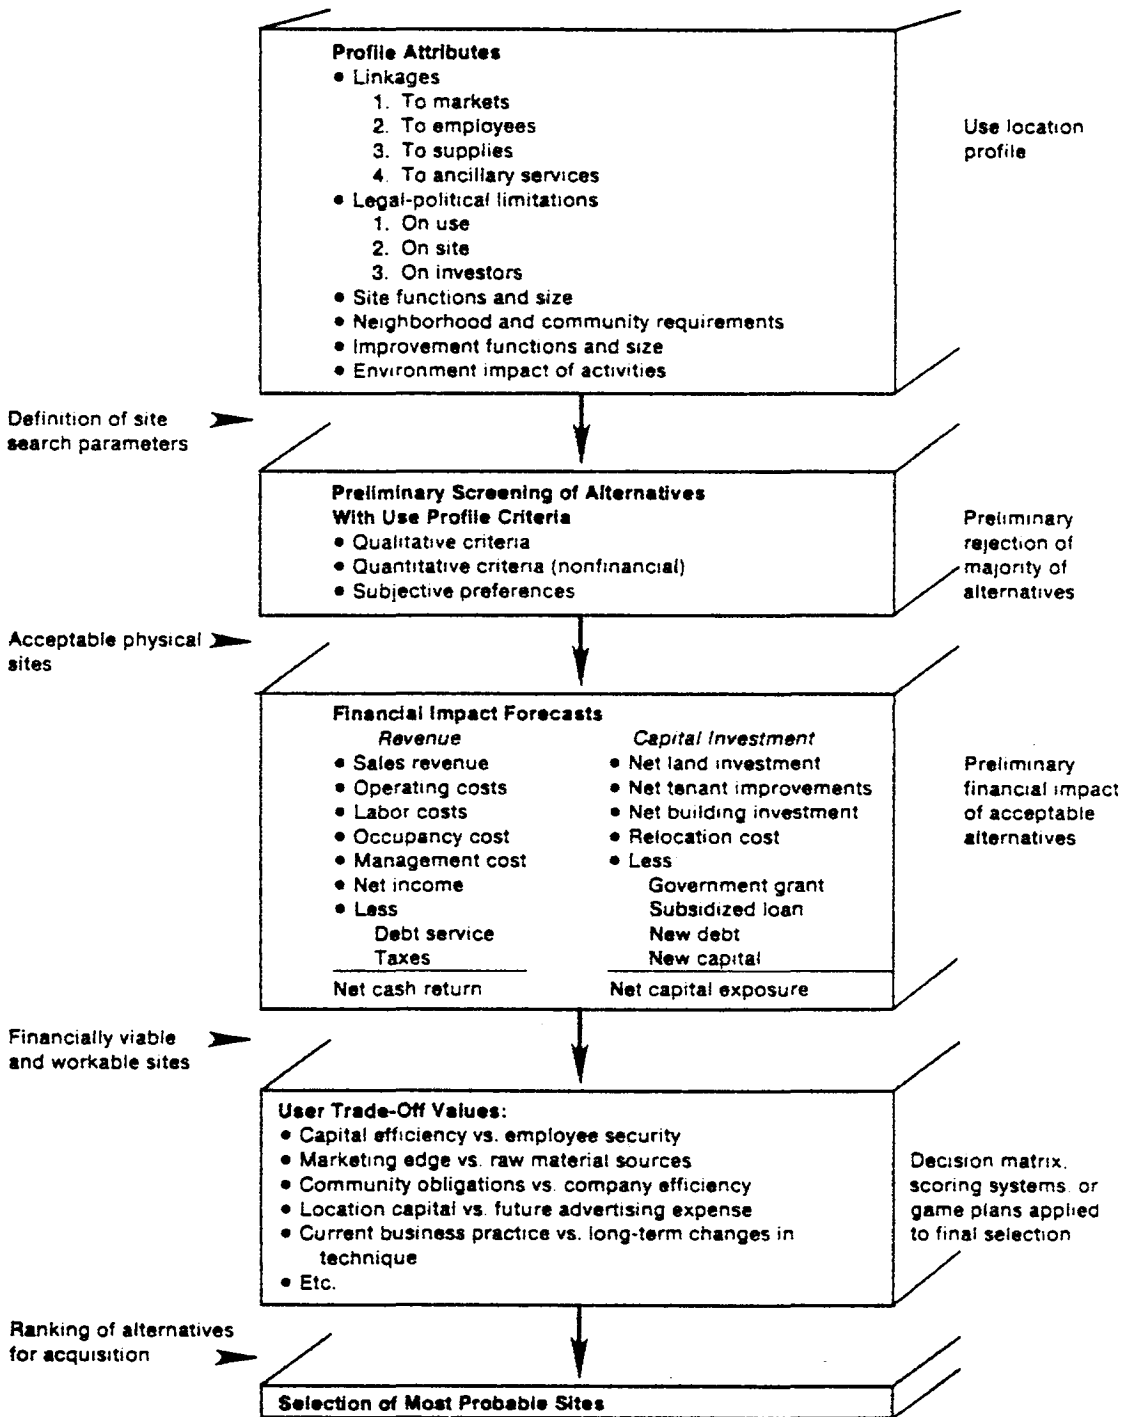 Profile Attributes
• Linkages
1. To markets
2. To employees
3. To supplies
4. To ancillary services
• Legal-political limitations
1. On use
2. On site
3. On investors
• Site functions and size
• Neighborhood and community requirements
• Improvement functions and size
• Environment impact of activities
Use location
profile
Definition of site
search parameters
Preliminary Screening of Alternatives
With Use Profile Criteria
• Qualitative criteria
• Quantitative criteria (nonfinancial)
• Subjective preferences
Preliminary
rejection of
majority of
alternatives
Acceptable physical
sites
Financial Impact Forecasts
Revenue
• Sales revenue
• Operating costs
• Labor costs
• Occupancy cost
• Management cost
• Net income
• Less
Debt service
Taxes
Net cash return
Capital Investment
• Net land investment
• Net tenant improvements
• Net building investment
• Relocation cost
• Less
Government grant
Subsidized loan
New debt
New capital
Net capital exposure
Preliminary
financial impact
of acceptable
alternatives
Financially viable
and workable sites
User Trade-Off Values:
• Capital efficiency vs. employee security
• Marketing edge vs. raw material sources
• Community obligations vs. company efficiency
• Location capital vs. future advertising expense
• Current business practice vs. long-term changes in
technique
• Etc.
Decision matrix,
scoring systems, or
game plans applied
to final selection
Ranking of alternatives
for acquisition
Selection of Most Probable Sites